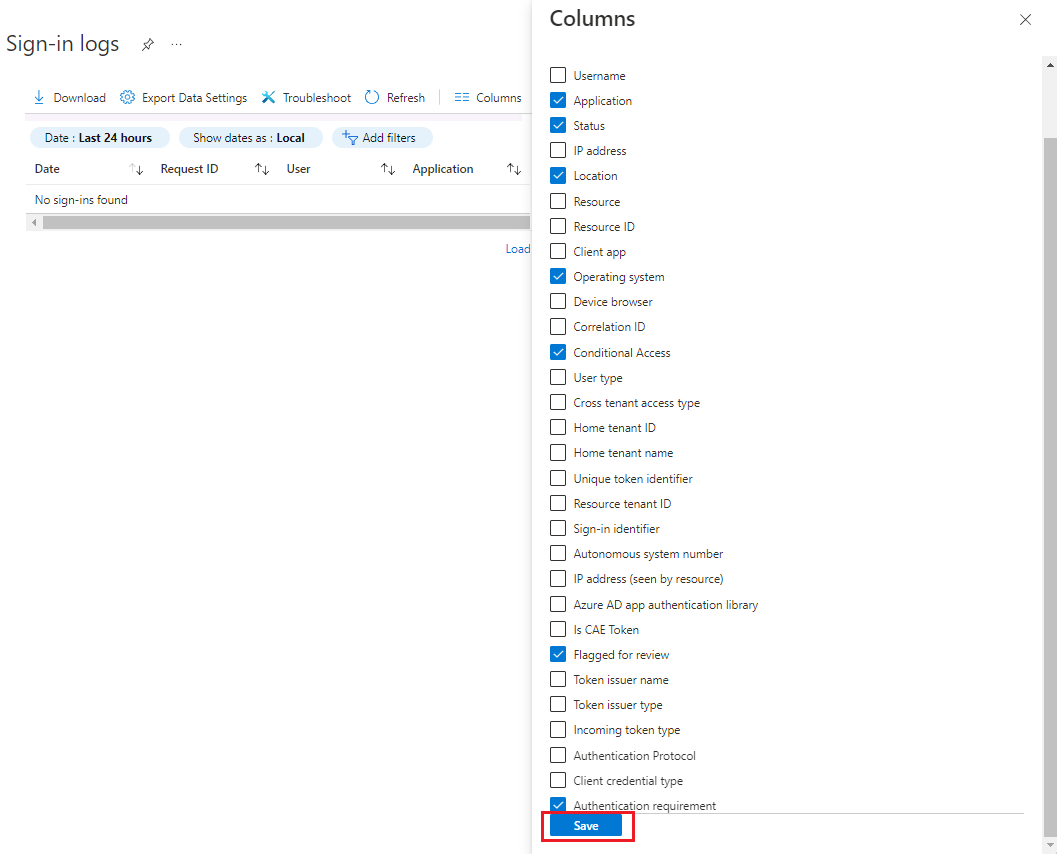 Sign-in logs
Download Export Data Settings Troubleshoot Refresh Columns
Date : Last 24 hours Show dates as : Local Add filters
Date Request ID User Application
No sign-ins found
Load
Columns
Username
Application
Status
IP address
Location
Resource
Resource ID
Client app
Operating system
Device browser
Correlation ID
Conditional Access
User type
Cross tenant access type
Home tenant ID
Home tenant name
Unique token identifier
Resource tenant ID
Sign-in identifier
Autonomous system number
IP address (seen by resource)
Azure AD app authentication library
Is CAE Token
Flagged for review
Token issuer name
Token issuer type
Incoming token type
Authentication Protocol
Client credential type
Authentication requirement
Save